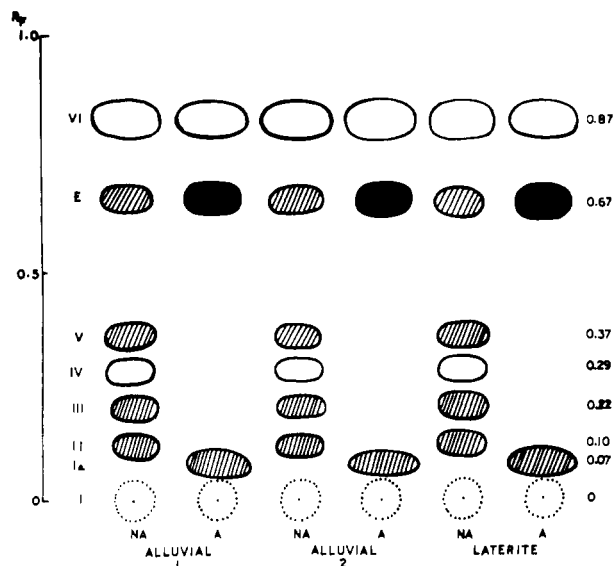 RF
1.0
VI 0.87
E 0.67
0.5
V 0.37
IV 0.29
III 0.22
II 0.10
Ia 0.07
0 I 0
NA A NA A NA A
ALLUVIAL ALLUVIAL LATERITE
1 2